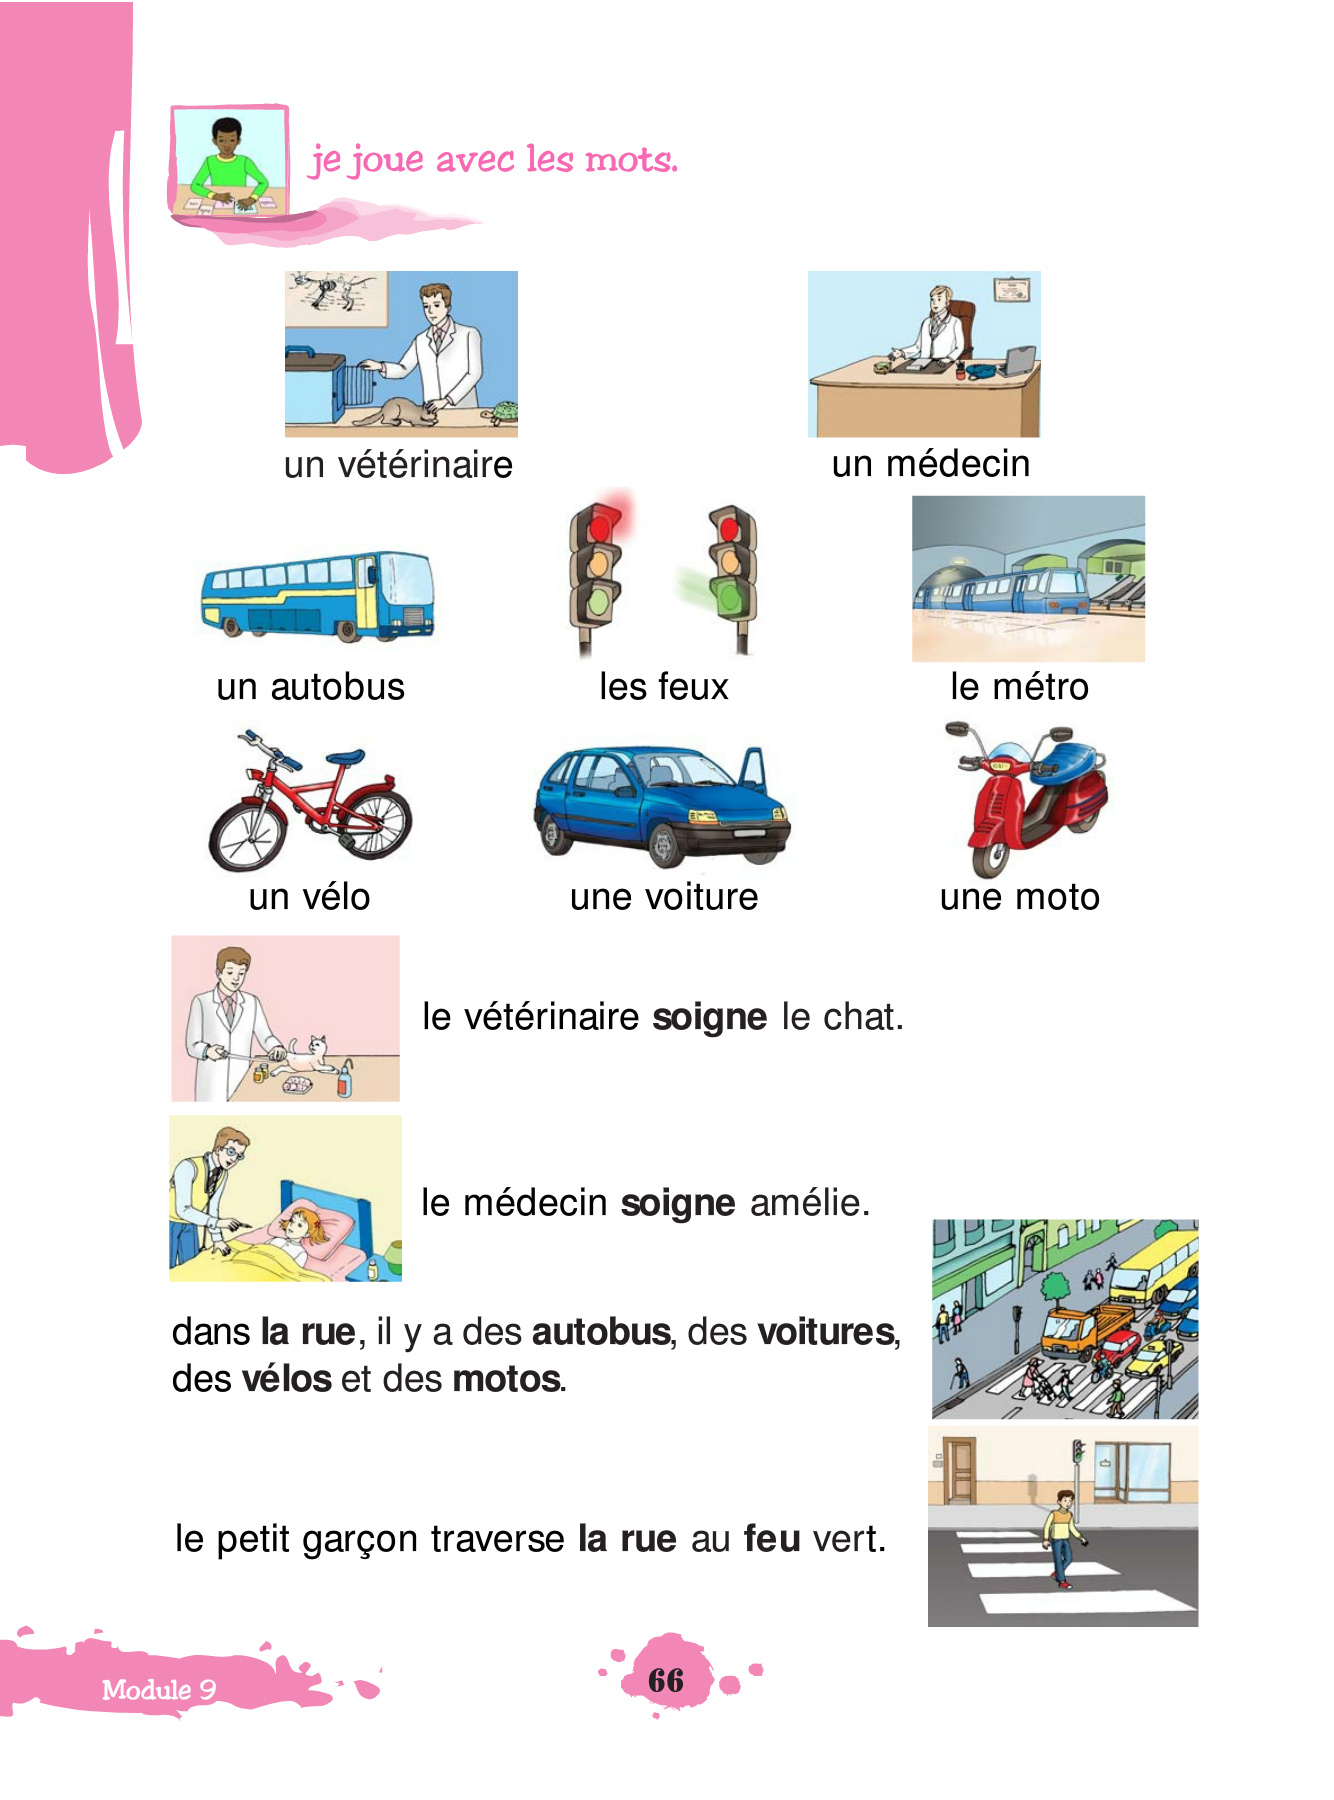 je joue avec les mots.
un vétérinaire
un médecin
un autobus
les feux
le métro
un vélo
une voiture
une moto
le vétérinaire soigne le chat.
le médecin soigne amélie.
dans la rue, il y a des autobus, des voitures,
des vélos et des motos.
le petit garçon traverse la rue au feu vert.
Module 9
66